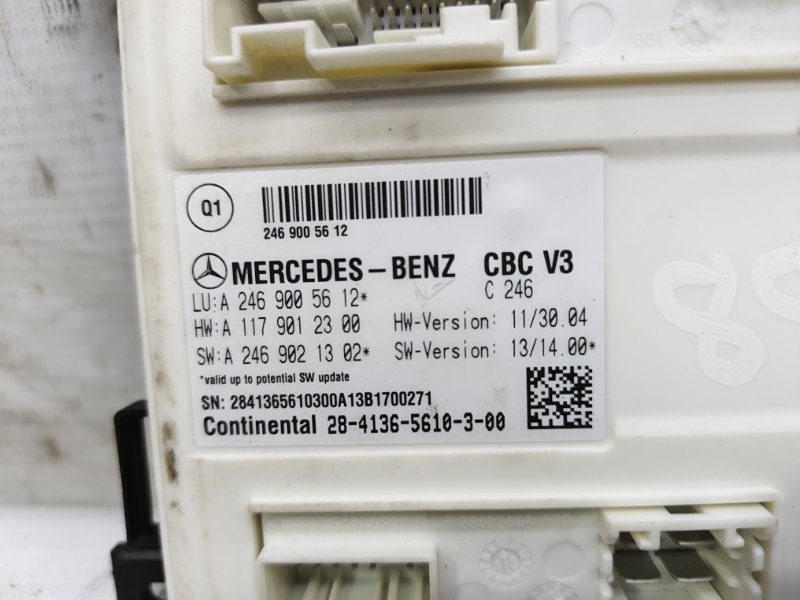 Q1
246 900 56 12
MERCEDES-BENZ CBC V3
LU:A 246 900 56 12* C 246
HW:A 117 901 23 00 HW-Version: 11/30.04
SW:A 246 902 13 02* SW-Version: 13/14.00*
*valid up to potential SW update
SN: 2841365610300A13B1700271
Continental 28-4136-5610-3-00